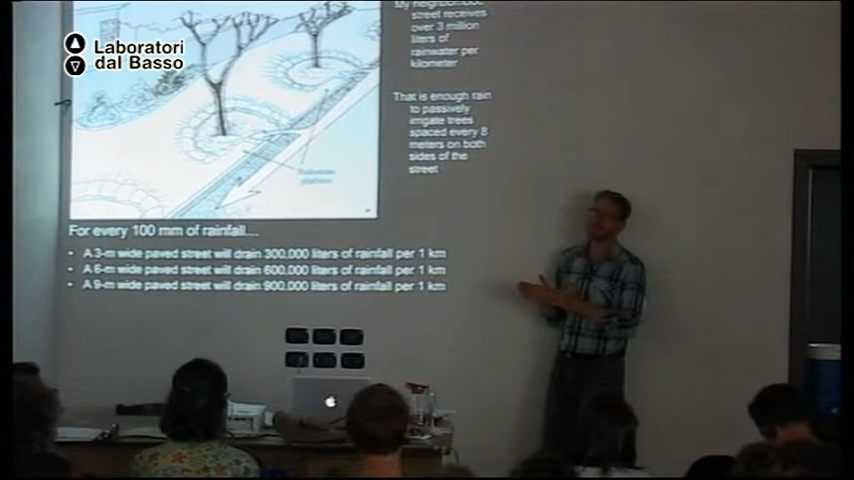 Laboratori
dal Basso
My neighborhood
street receives
over 3 million
liters of
rainwater per
kilometer
That is enough rain
to passively
irrigate trees
spaced every 8
meters on both
sides of the
street
For every 100 mm of rainfall....
• A 3-m wide paved street will drain 300,000 liters of rainfall per 1 km
• A 6-m wide paved street will drain 600,000 liters of rainfall per 1 km
• A 9-m wide paved street will drain 900,000 liters of rainfall per 1 km